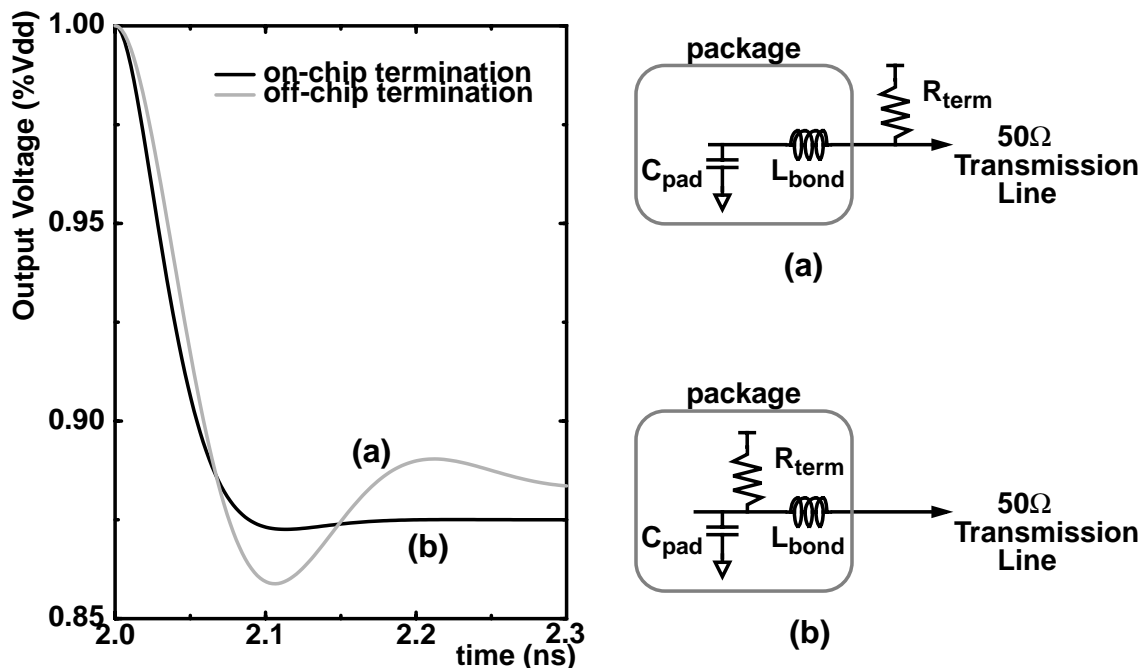 Output Voltage (%Vdd)
1.00
0.95
0.90
0.85
2.0
2.1
2.2
2.3
time (ns)
on-chip termination
off-chip termination
(a)
(b)
package
R_term
C_pad
L_bond
50Ω
Transmission
Line
(a)
package
R_term
C_pad
L_bond
50Ω
Transmission
Line
(b)